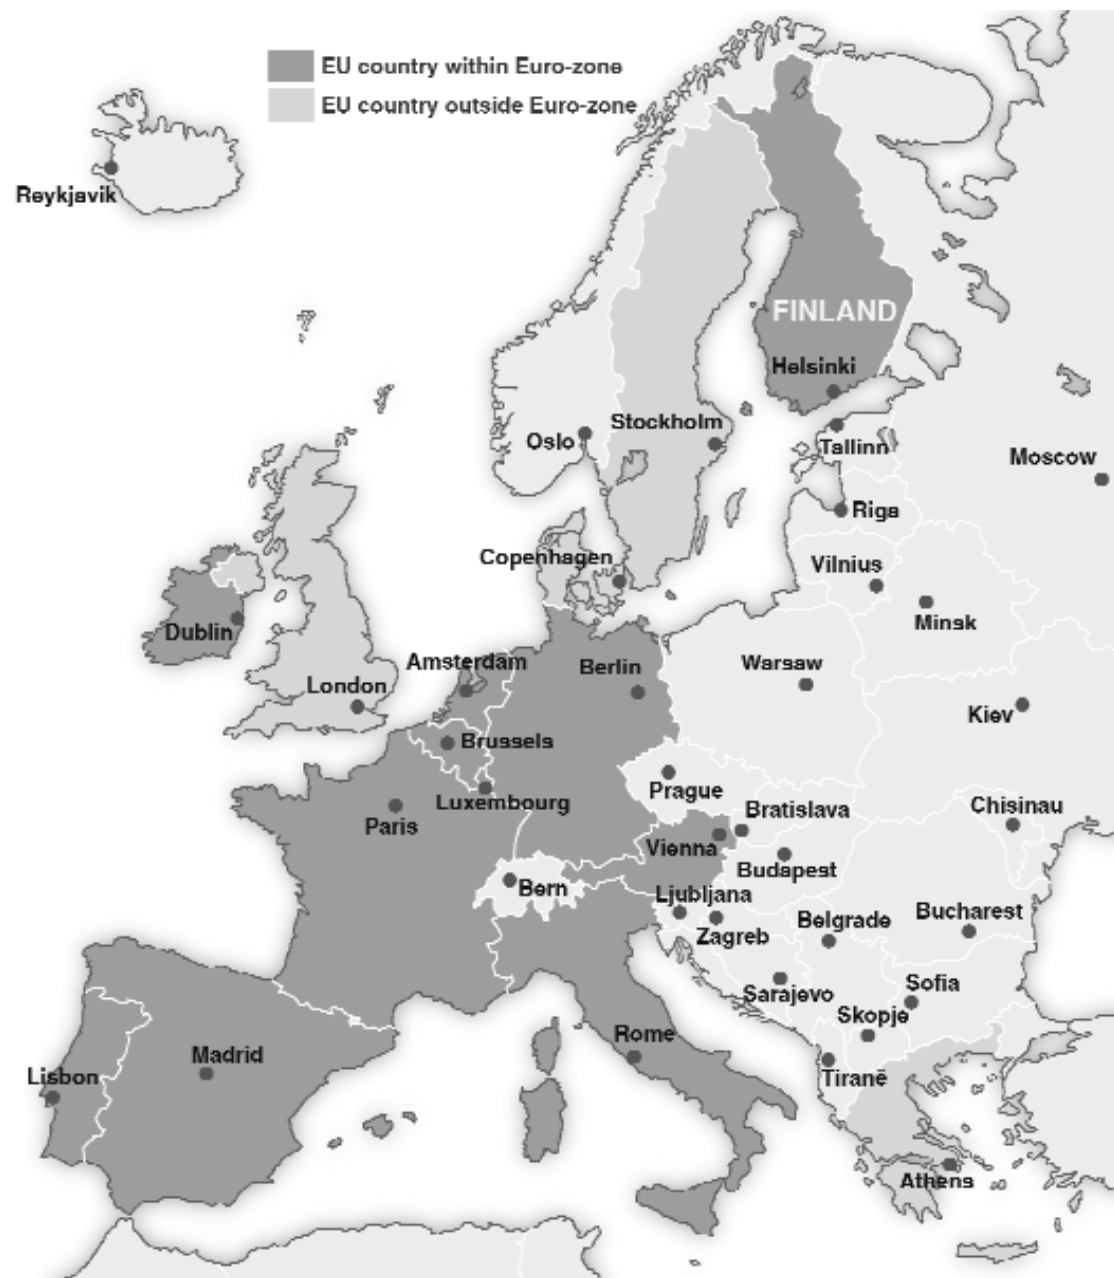 EU country within Euro-zone
EU country outside Euro-zone
Reykjavik
FINLAND
Helsinki
Stockholm
Oslo
Tallinn
Moscow
Riga
Copenhagen
Vilnius
Minsk
Dublin
Amsterdam
Berlin
Warsaw
London
Kiev
Brussels
Prague
Luxembourg
Bratislava
Chisinau
Paris
Vienna
Budapest
Bern
Ljubljana
Belgrade
Bucharest
Zagreb
Sofia
Sarajevo
Skopje
Rome
Madrid
Lisbon
Tiranë
Athens